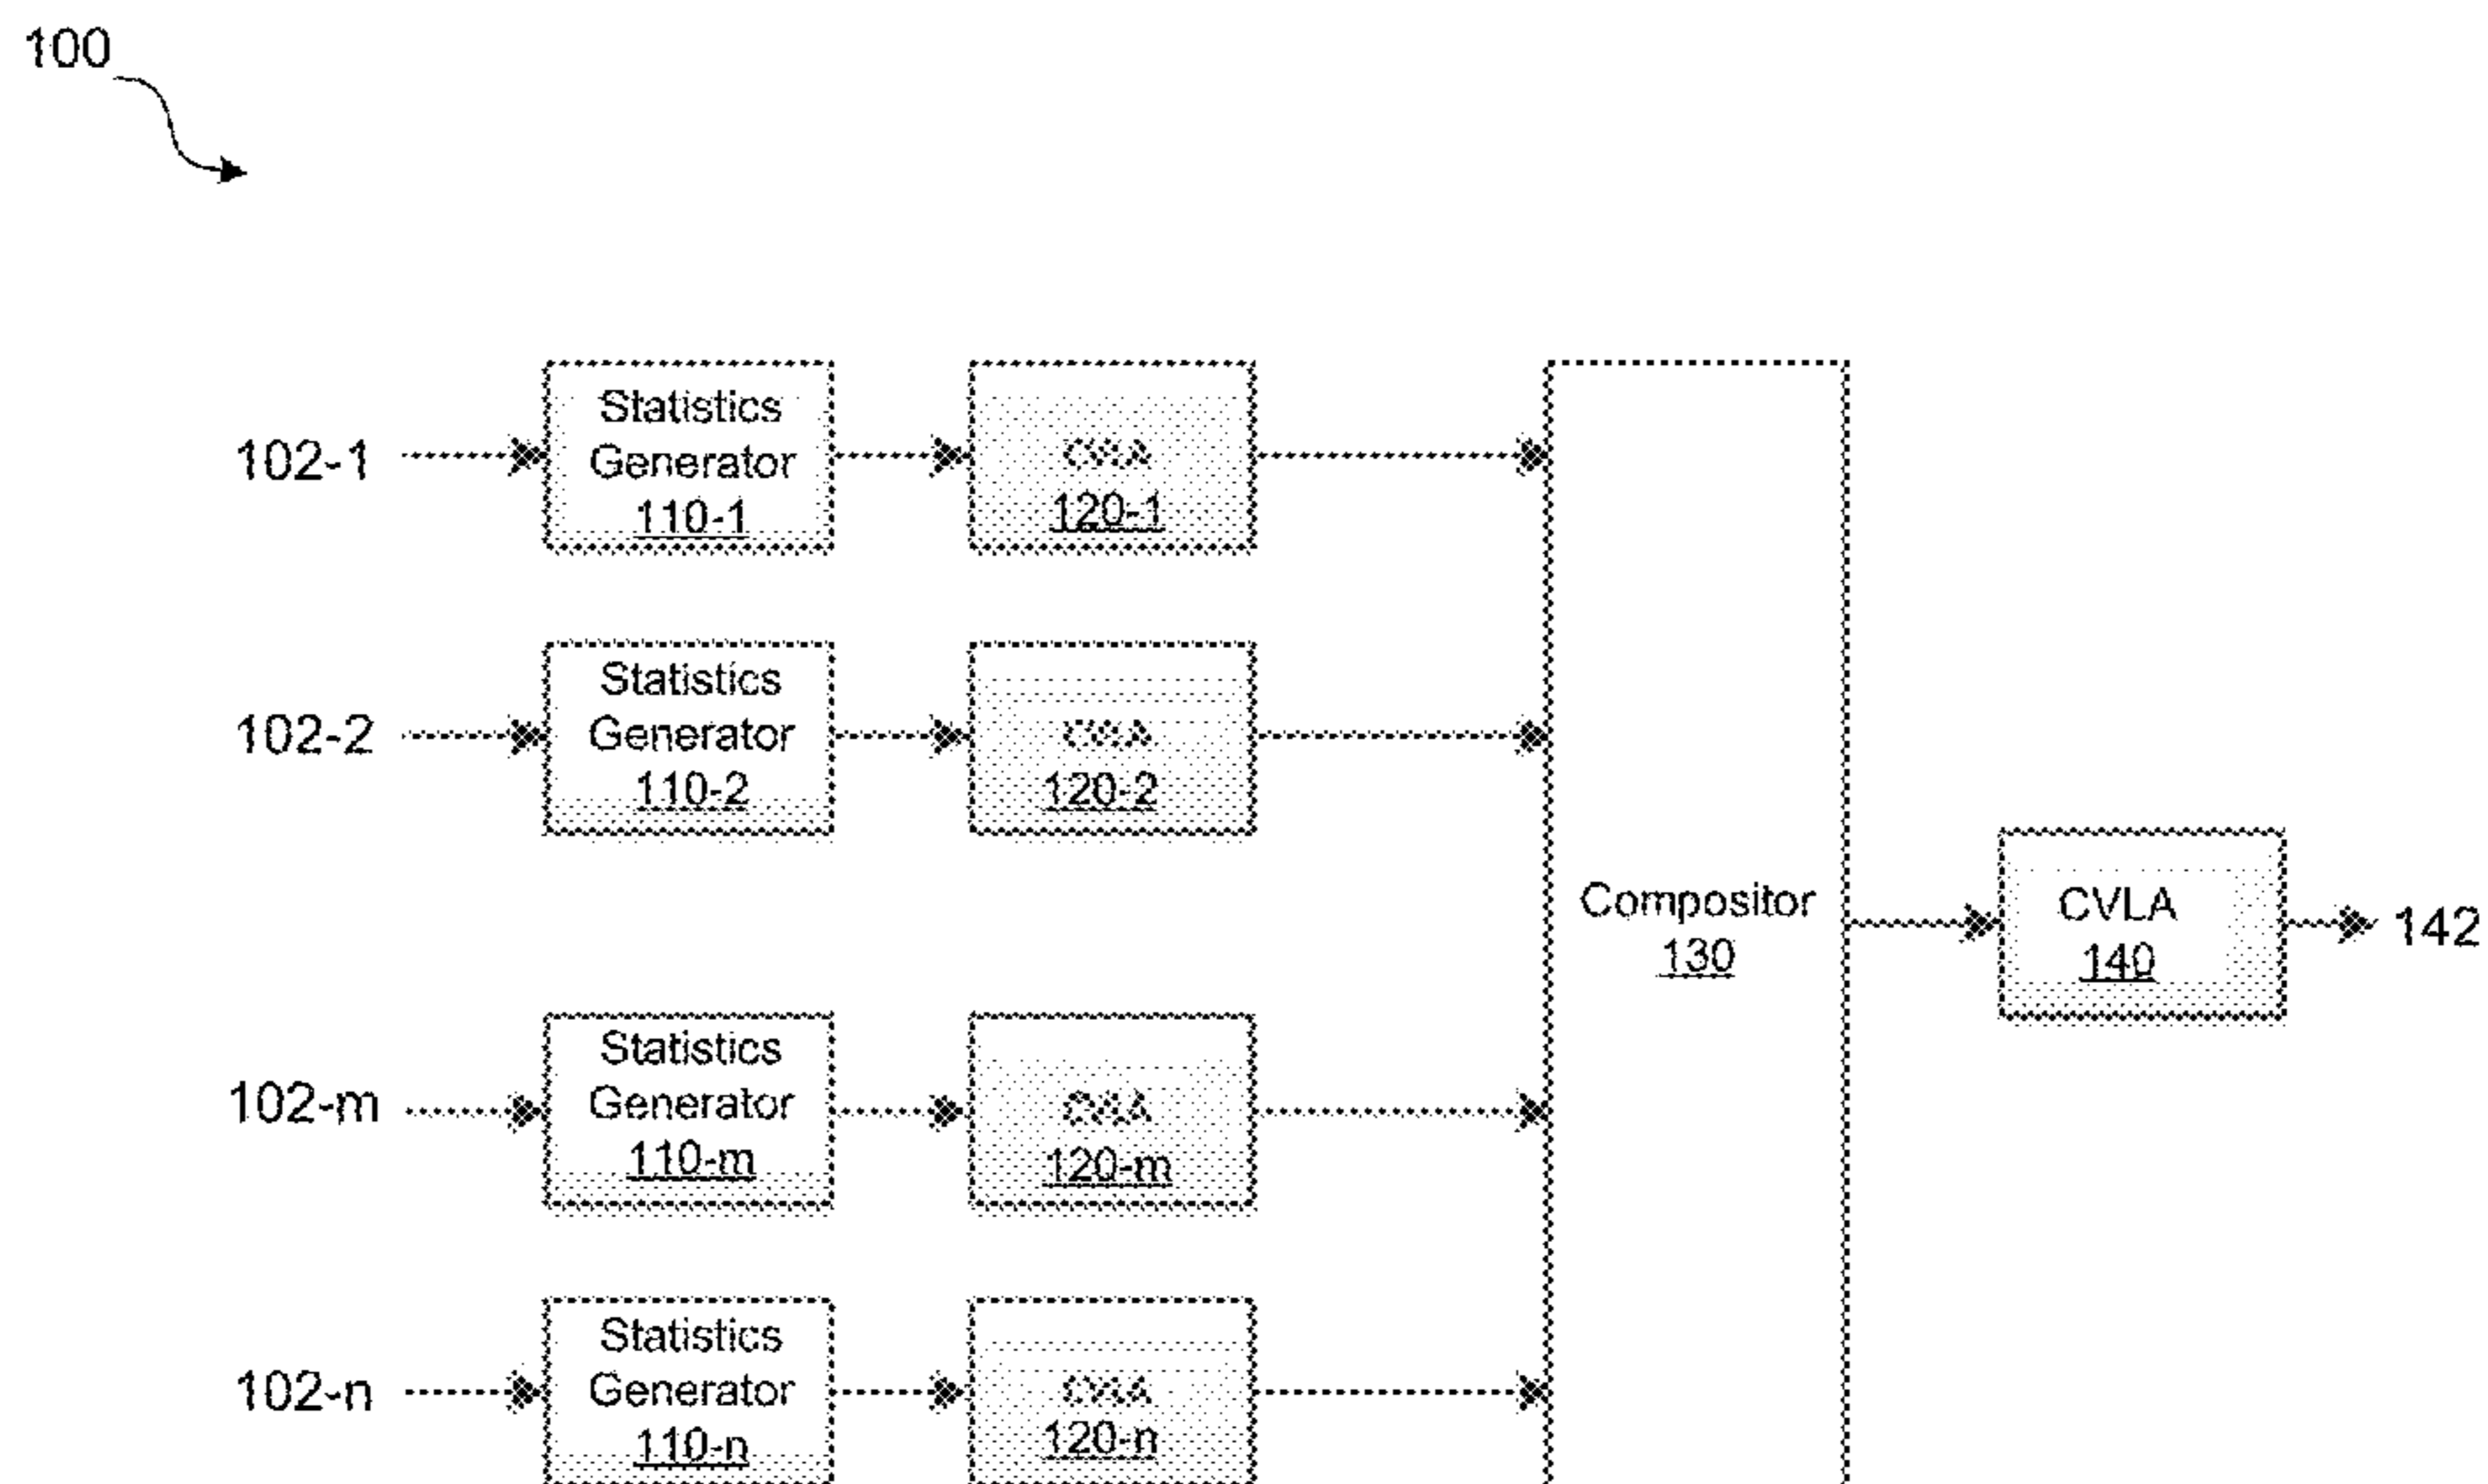 100
102-1
Statistics
Generator
110-1
120-1
102-2
Statistics
Generator
110-2
120-2
Compositor
130
CVLA
140
142
102-m
Statistics
Generator
110-m
120-m
102-n
Statistics
Generator
110-n
120-n